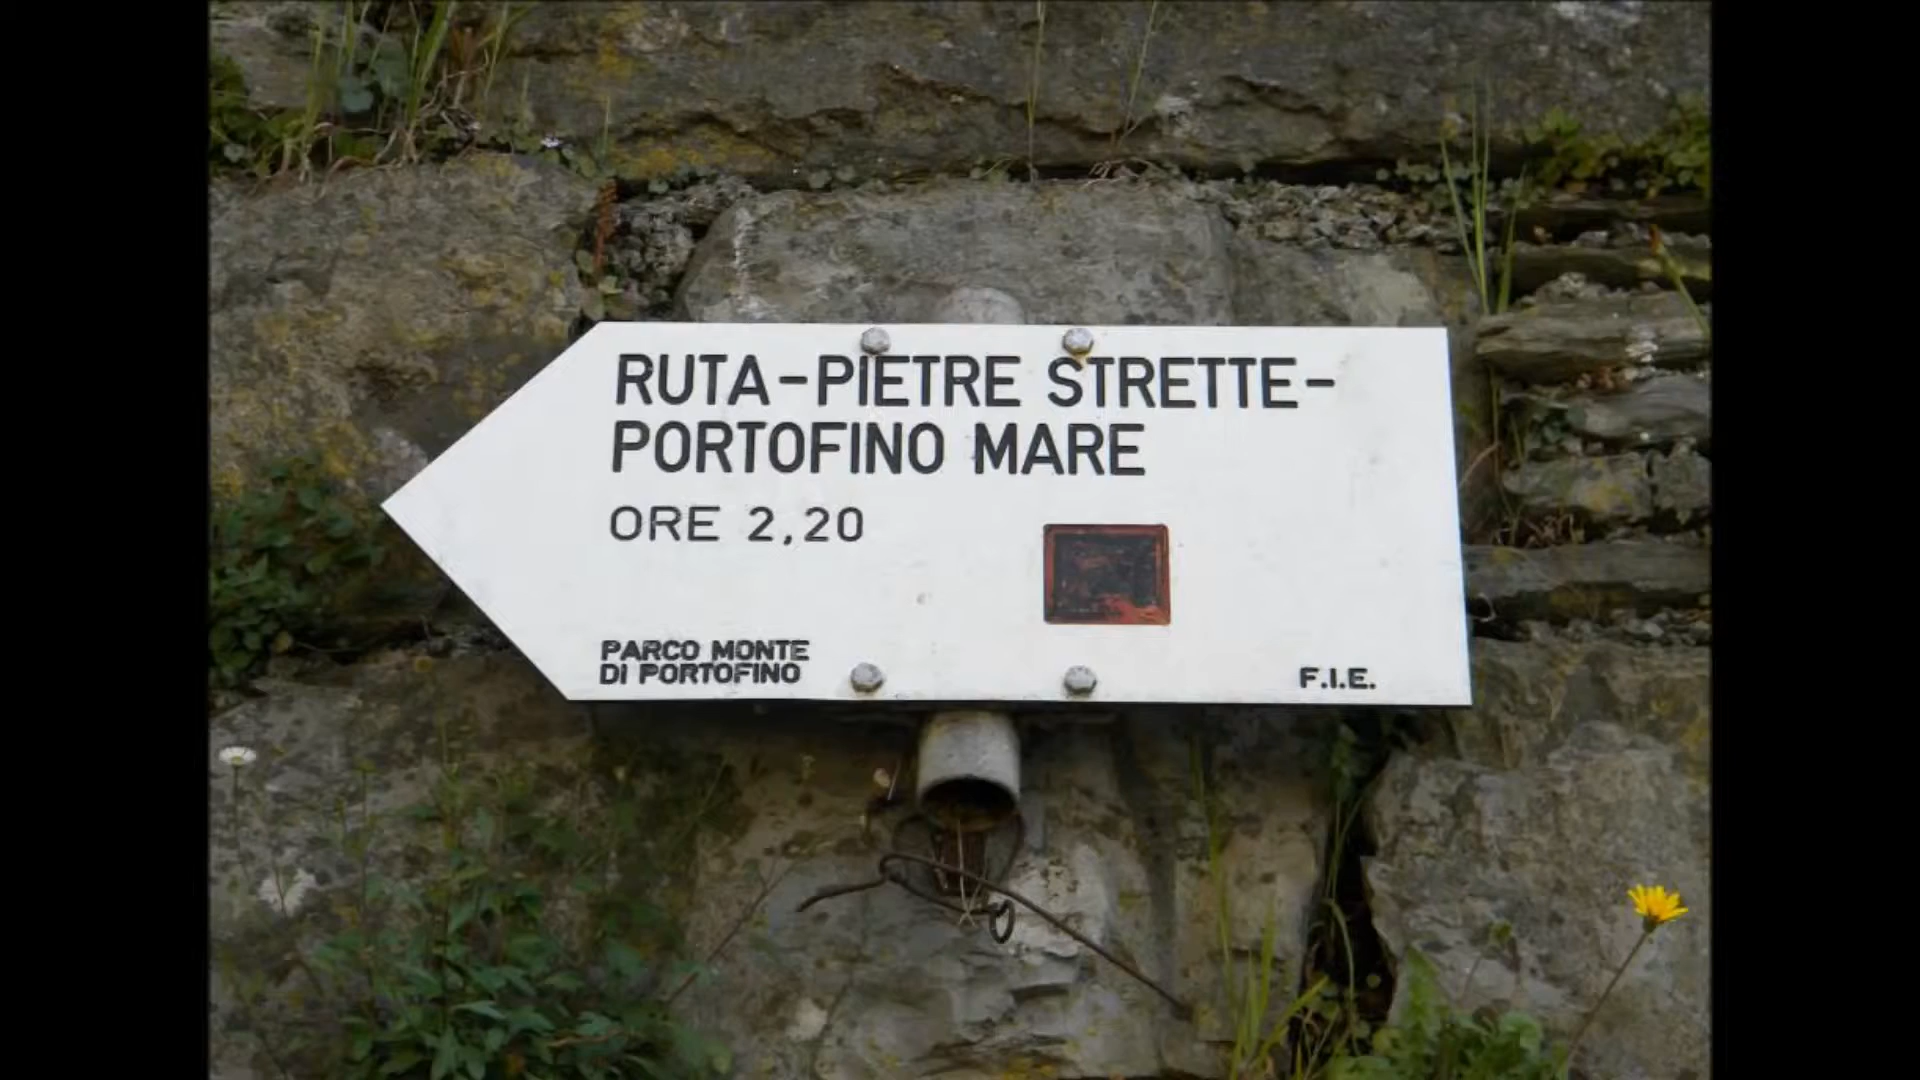 RUTA-PIETRE STRETTE-
PORTOFINO MARE
ORE 2,20
PARCO MONTE
DI PORTOFINO
F.I.E.